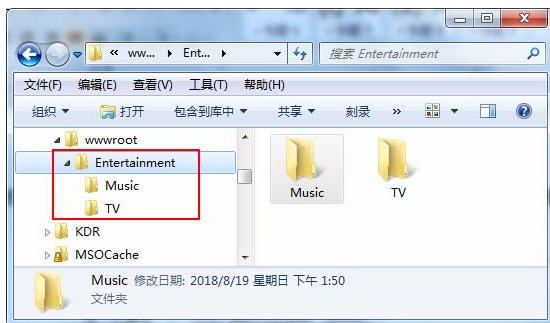 « ww... ▸ Ent... ▸
搜索 Entertainment
文件(F) 编辑(E) 查看(V) 工具(T) 帮助(H)
组织 打开 包含到库中 共享 刻录 »
wwwroot
Entertainment
Music
TV
KDR
MSOCache
Music
TV
Music 修改日期: 2018/8/19 星期日 下午 1:50
文件夹